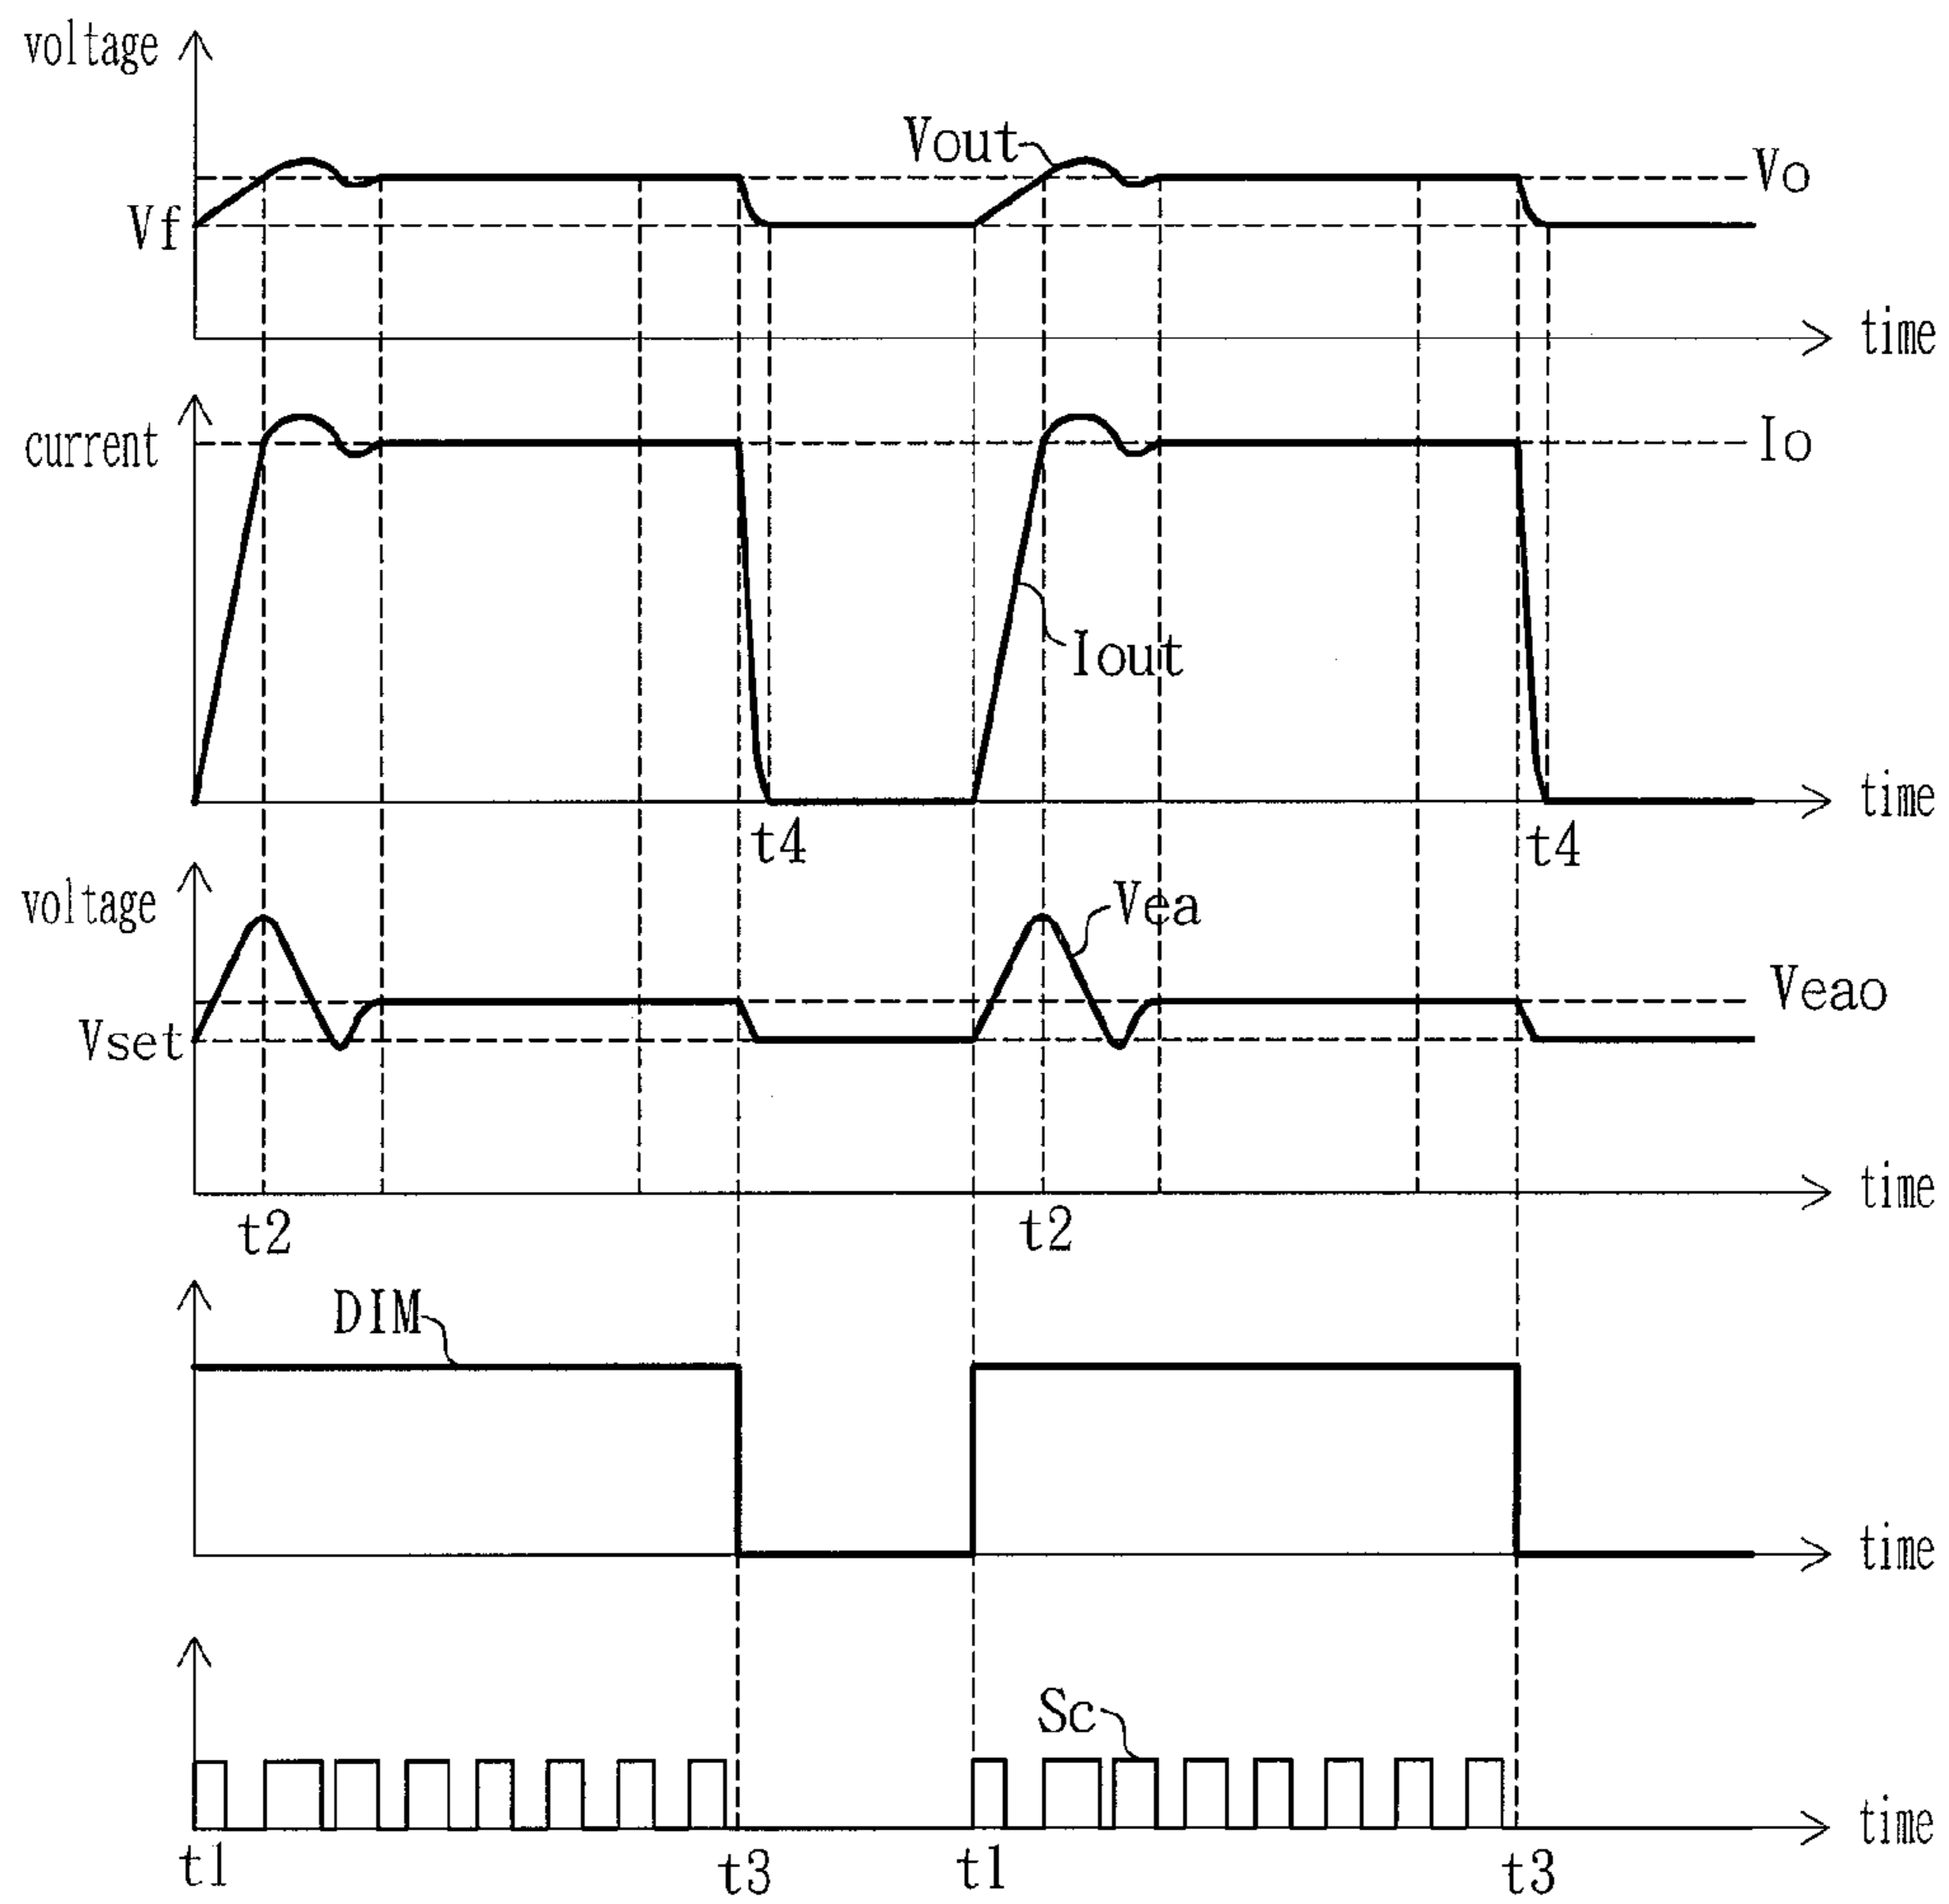 voltage
Vout
Vo
Vf
time
current
Io
Iout
time
t4
t4
voltage
Vea
Veao
Vset
time
t2
t2
DIM
time
Sc
time
t1
t3
t1
t3